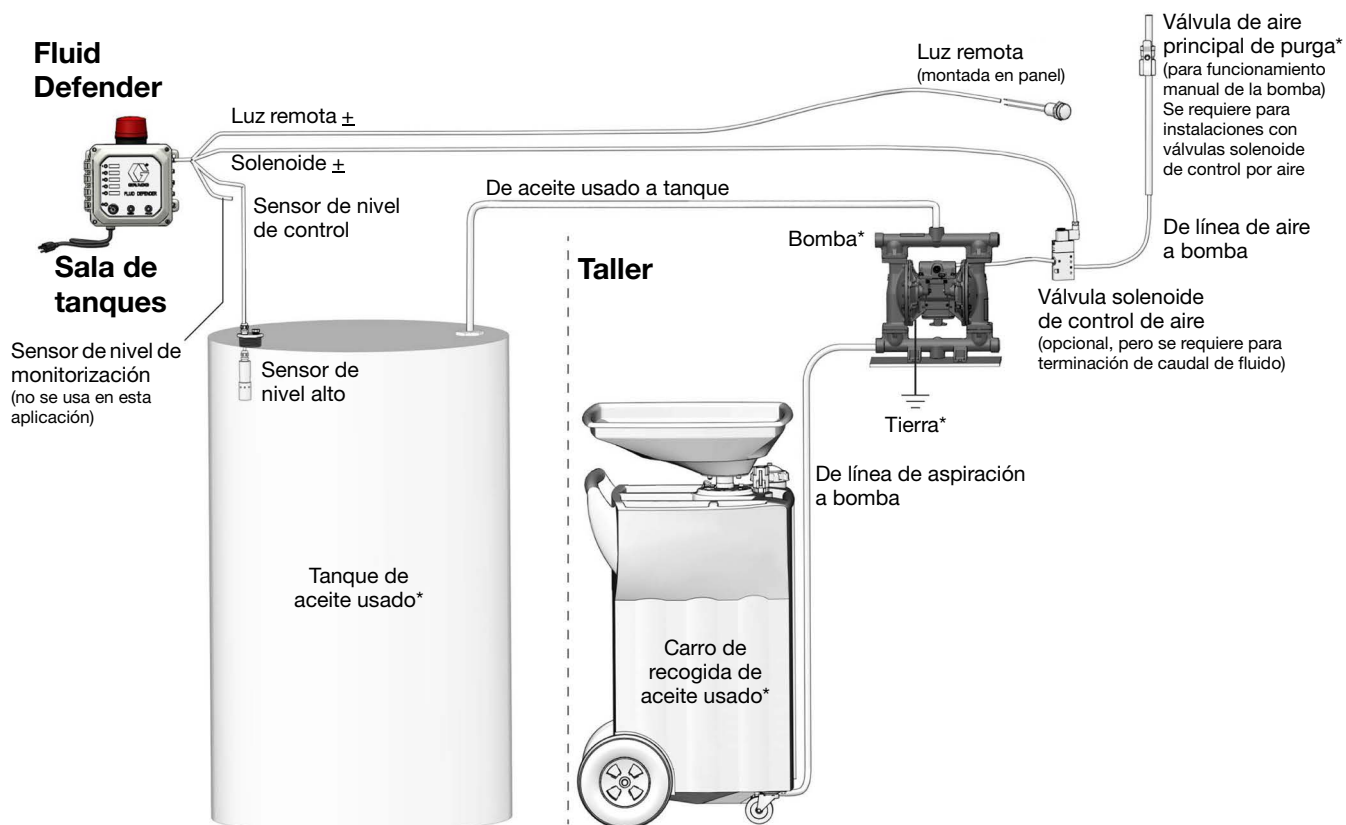 Fluid
Defender
Luz remota ±
Solenoide ±
Sensor de nivel
de control
Sala de
tanques
Sensor de nivel de
monitorización
(no se usa en esta
aplicación)
Sensor de
nivel alto
Tanque de
aceite usado*
De aceite usado a tanque
Taller
Luz remota
(montada en panel)
Válvula de aire
principal de purga*
(para funcionamiento
manual de la bomba)
Se requiere para
instalaciones con
válvulas solenoide
de control por aire
De línea de aire
a bomba
Bomba*
Válvula solenoide
de control de aire
(opcional, pero se requiere para
terminación de caudal de fluido)
Tierra*
De línea de aspiración
a bomba
Carro de
recogida de
aceite usado*
FLUID DEFENDER